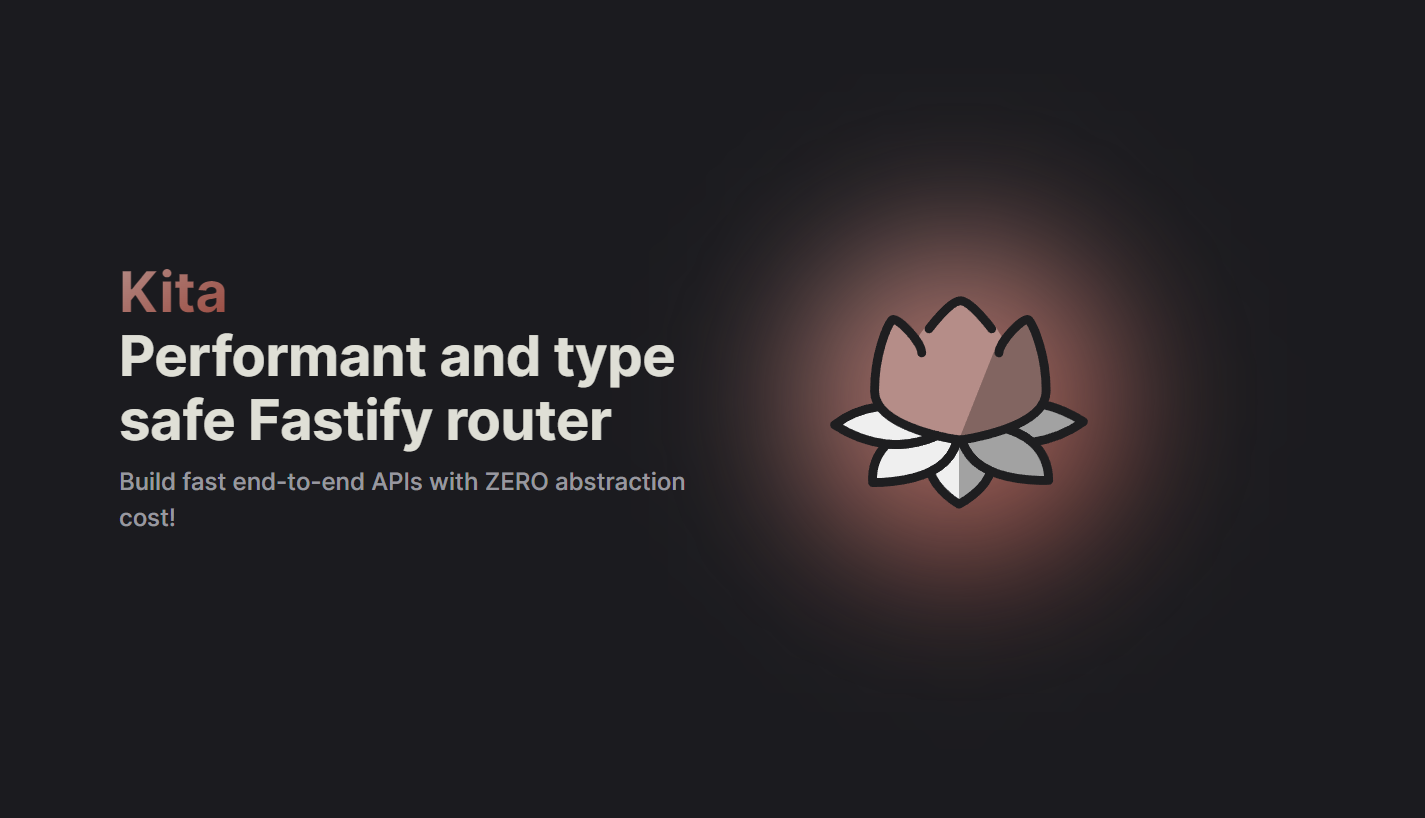 Kita
Performant and type
safe Fastify router
Build fast end-to-end APIs with ZERO abstraction
cost!